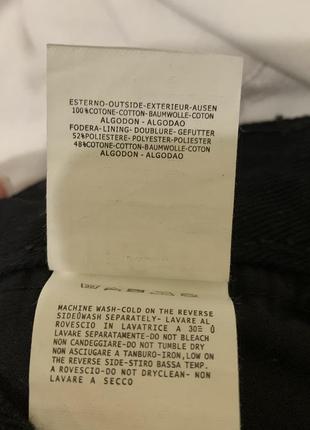 ESTERNO-OUTSIDE-EXTERIEUR-AUSEN
100%COTONE-COTTON-BAUMWOLLE-COTON
ALGODON - ALGODAO
FODERA-LINING- DOUBLURE- GEFUTTER
52%POLIESTERE- POLYESTER-POLIESTER
48%COTONE-COTTON-BAUMWOLLE-COTON
ALGODON - ALGODAO
MACHINE WASH-COLD ON THE REVERSE
SIDEÛWASH SEPARATELY- LAVARE AL
ROVESCIO IN LAVATRICE A 30
LAVARE SEPARATAMENTE-DO NOT BLEACH
NON CANDEGGIARE-DO NOT TUMBLE DRY
NON ASCIUGARE A TANBURO-IRON,LOW ON
THE REVERSE SIDE-STIRO BASSA TEMP.
A ROVESCIO-DO NOT DRYCLEAN- NON
LAVARE A SECCO